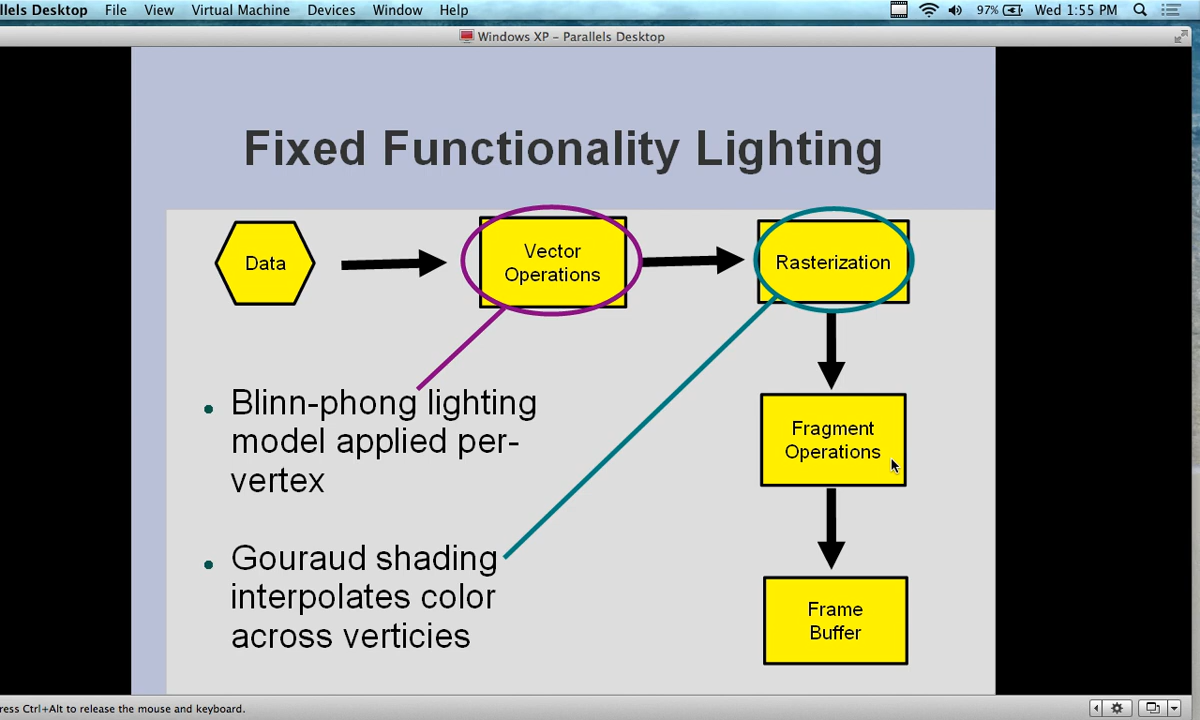 llels Desktop File View Virtual Machine Devices Window Help 97% Wed 1:55 PM
Windows XP – Parallels Desktop
Fixed Functionality Lighting
Data
Vector
Operations
Rasterization
• Blinn-phong lighting
model applied per-
vertex
Fragment
Operations
• Gouraud shading
interpolates color
across verticies
Frame
Buffer
ress Ctrl+Alt to release the mouse and keyboard.